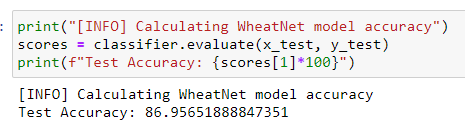 : print("[INFO] Calculating WheatNet model accuracy")
scores = classifier.evaluate(x_test, y_test)
print(f"Test Accuracy: {scores[1]*100}")
[INFO] Calculating WheatNet model accuracy
Test Accuracy: 86.95651888847351